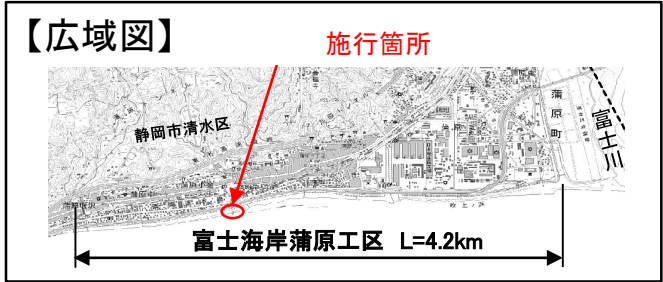 【広域図】
施行箇所
静岡市清水区
蒲原町
富士川
富士海岸蒲原工区 L=4.2km